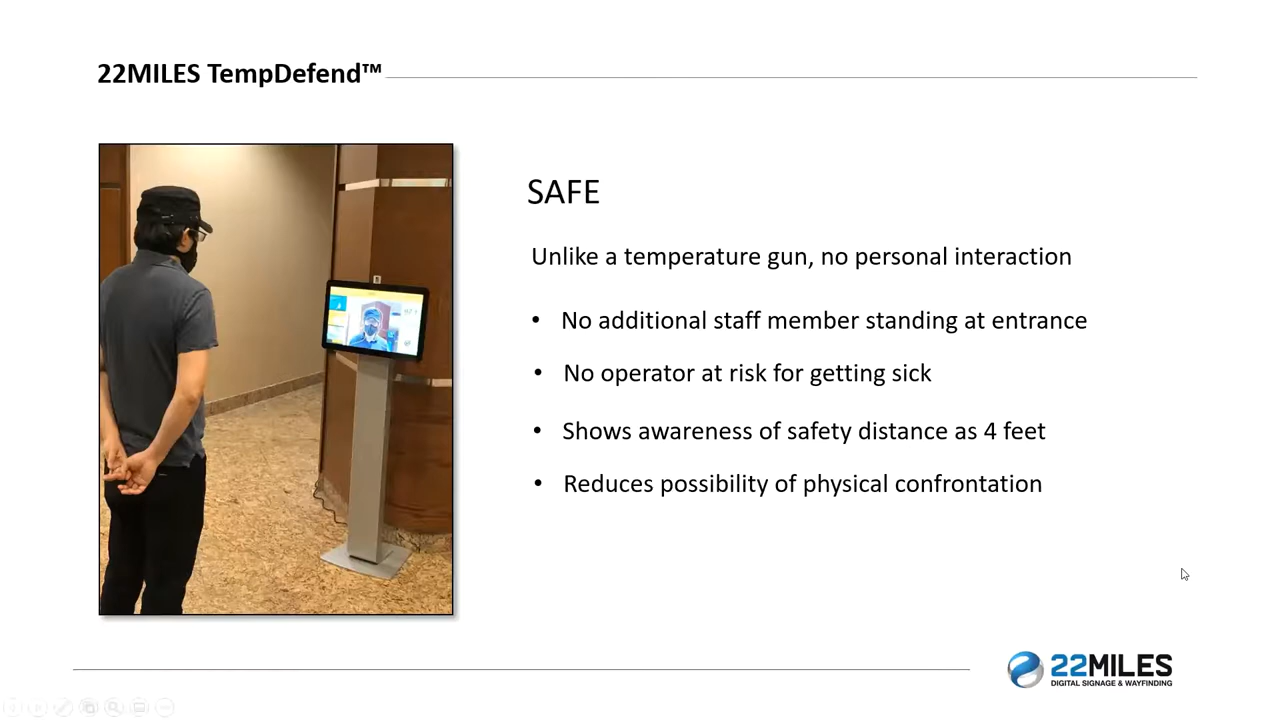 22MILES TempDefend™
SAFE
Unlike a temperature gun, no personal interaction
• No additional staff member standing at entrance
• No operator at risk for getting sick
• Shows awareness of safety distance as 4 feet
• Reduces possibility of physical confrontation
22MILES
DIGITAL SIGNAGE & WAYFINDING